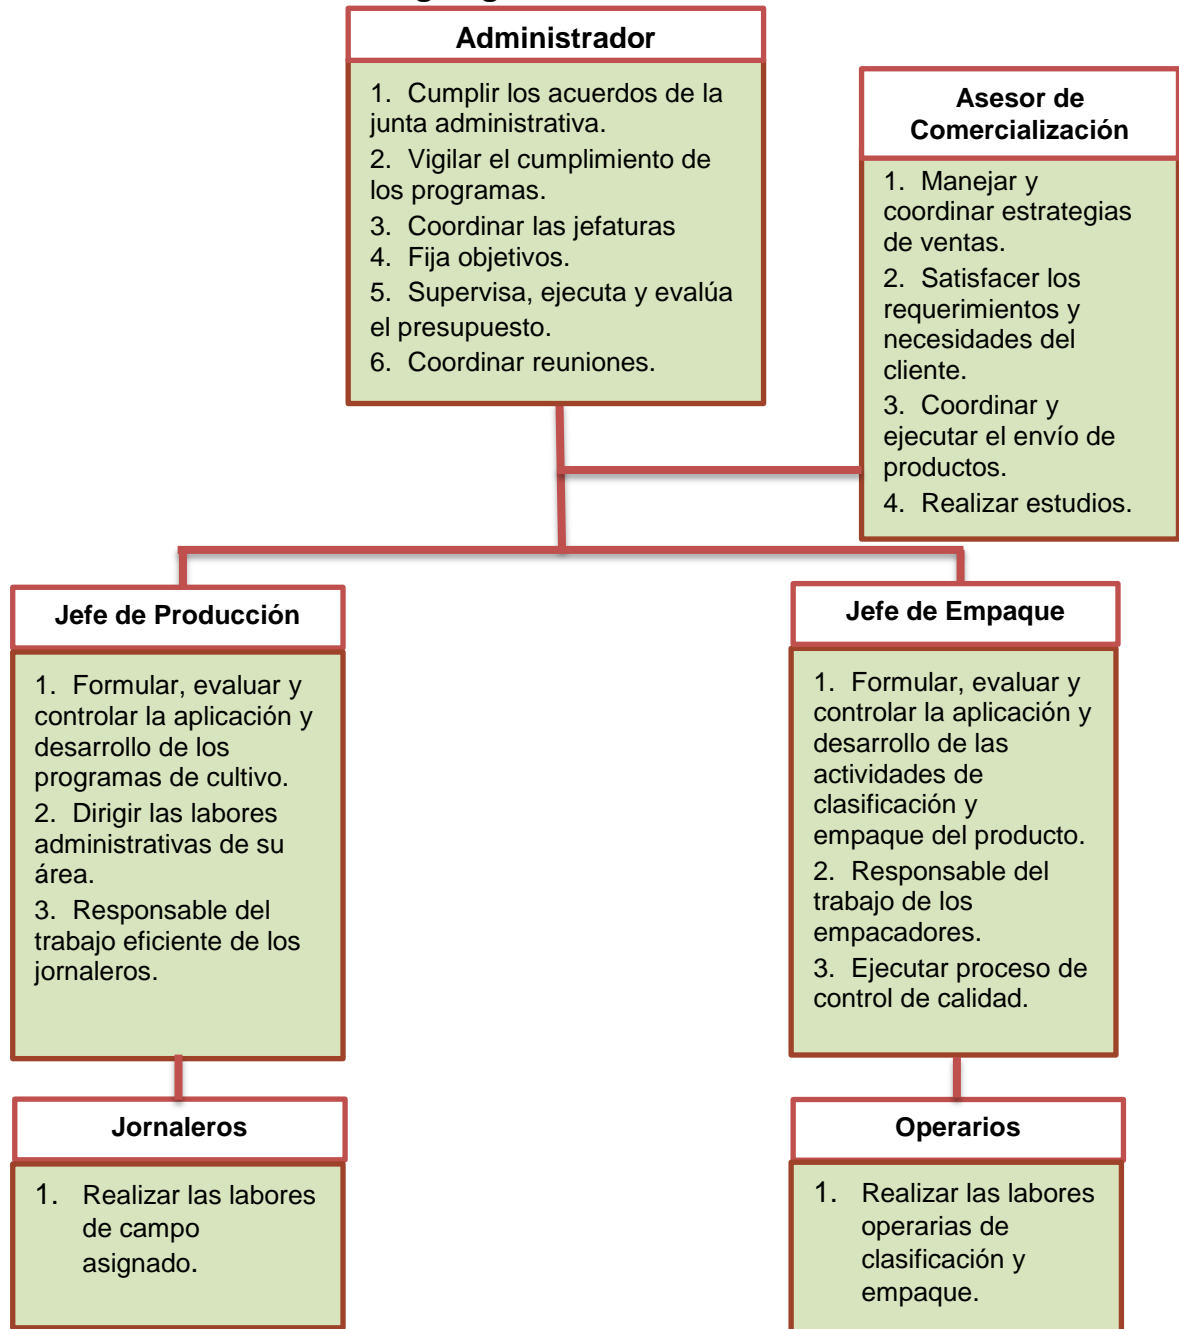 Administrador
1. Cumplir los acuerdos de la
junta administrativa.
2. Vigilar el cumplimiento de
los programas.
3. Coordinar las jefaturas
4. Fija objetivos.
5. Supervisa, ejecuta y evalúa
el presupuesto.
6. Coordinar reuniones.
Asesor de
Comercialización
1. Manejar y
coordinar estrategias
de ventas.
2. Satisfacer los
requerimientos y
necesidades del
cliente.
3. Coordinar y
ejecutar el envío de
productos.
4. Realizar estudios.
Jefe de Producción
1. Formular, evaluar y
controlar la aplicación y
desarrollo de los
programas de cultivo.
2. Dirigir las labores
administrativas de su
área.
3. Responsable del
trabajo eficiente de los
jornaleros.
Jefe de Empaque
1. Formular, evaluar y
controlar la aplicación y
desarrollo de las
actividades de
clasificación y
empaque del producto.
2. Responsable del
trabajo de los
empacadores.
3. Ejecutar proceso de
control de calidad.
Jornaleros
1. Realizar las labores
de campo
asignado.
Operarios
1. Realizar las labores
operarias de
clasificación y
empaque.